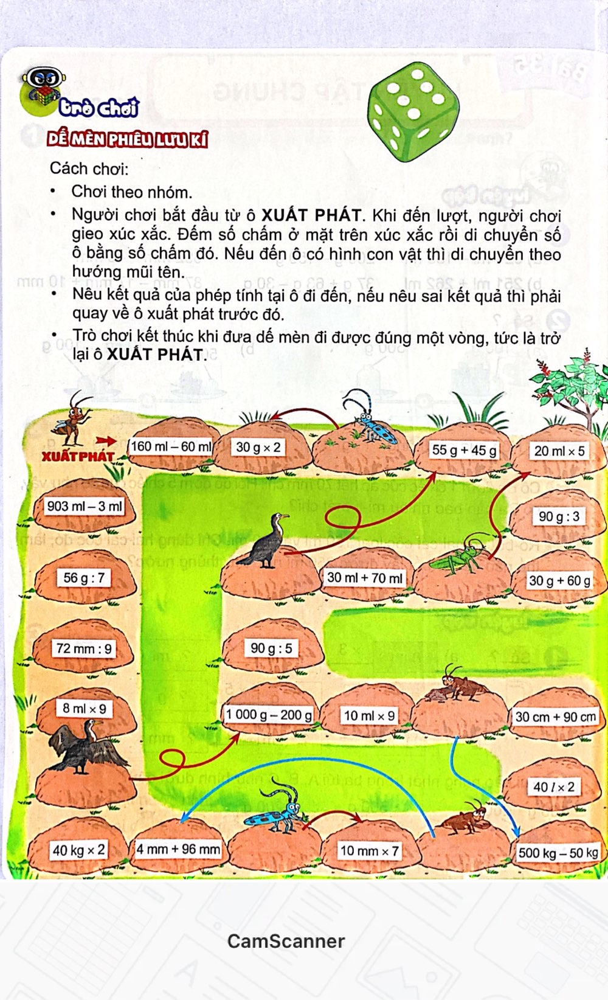 trò chơi
DẾ MÈN PHIÊU LƯU KÍ
Cách chơi:
• Chơi theo nhóm.
• Người chơi bắt đầu từ ô XUẤT PHÁT. Khi đến lượt, người chơi
gieo xúc xắc. Đếm số chấm ở mặt trên xúc xắc rồi di chuyển số
ô bằng số chấm đó. Nếu đến ô có hình con vật thì di chuyển theo
hướng mũi tên.
• Nêu kết quả của phép tính tại ô đi đến, nếu nêu sai kết quả thì phải
quay về ô xuất phát trước đó.
• Trò chơi kết thúc khi đưa dế mèn đi được đúng một vòng, tức là trở
lại ô XUẤT PHÁT.
XUẤT PHÁT
160 ml – 60 ml
30 g × 2
55 g + 45 g
20 ml × 5
903 ml – 3 ml
90 g : 3
56 g : 7
30 ml + 70 ml
30 g + 60 g
72 mm : 9
90 g : 5
8 ml × 9
1 000 g – 200 g
10 ml × 9
30 cm + 90 cm
40 l × 2
40 kg × 2
4 mm + 96 mm
10 mm × 7
500 kg – 50 kg
CamScanner